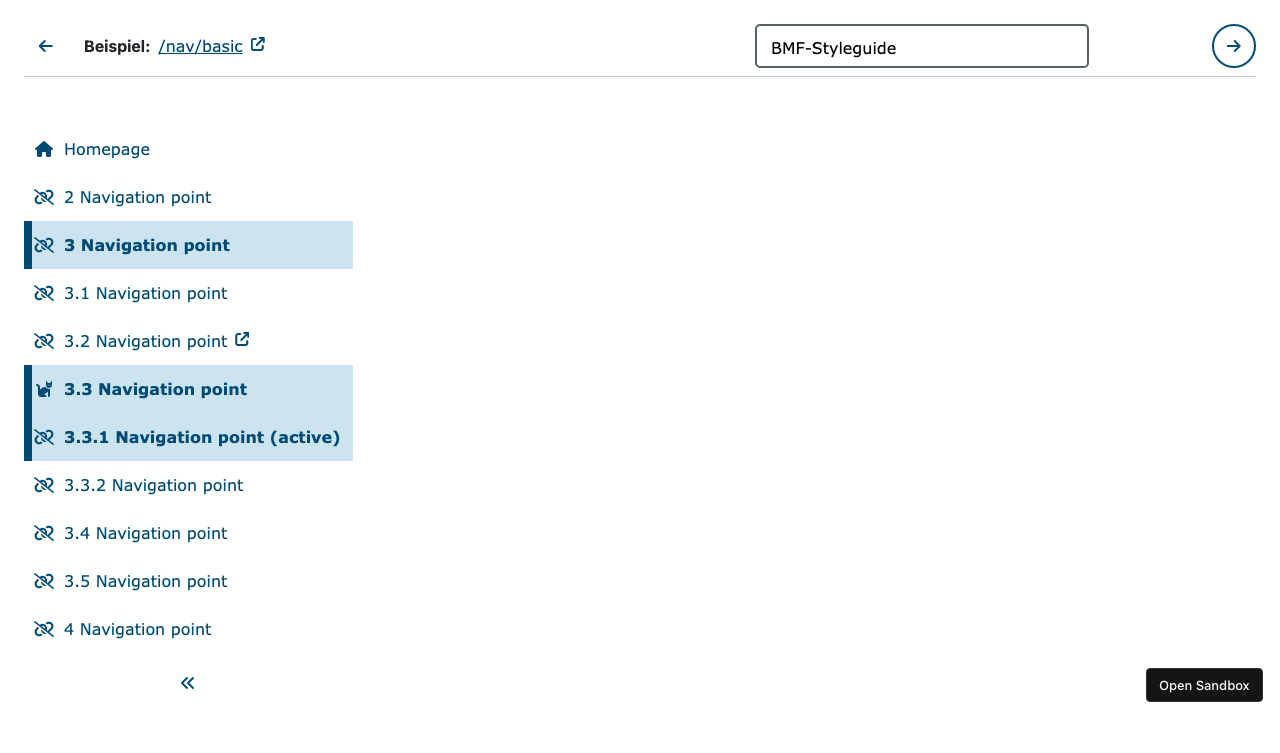 Beispiel: /nav/basic
BMF-Styleguide
Homepage
2 Navigation point
3 Navigation point
3.1 Navigation point
3.2 Navigation point
3.3 Navigation point
3.3.1 Navigation point (active)
3.3.2 Navigation point
3.4 Navigation point
3.5 Navigation point
4 Navigation point
Open Sandbox